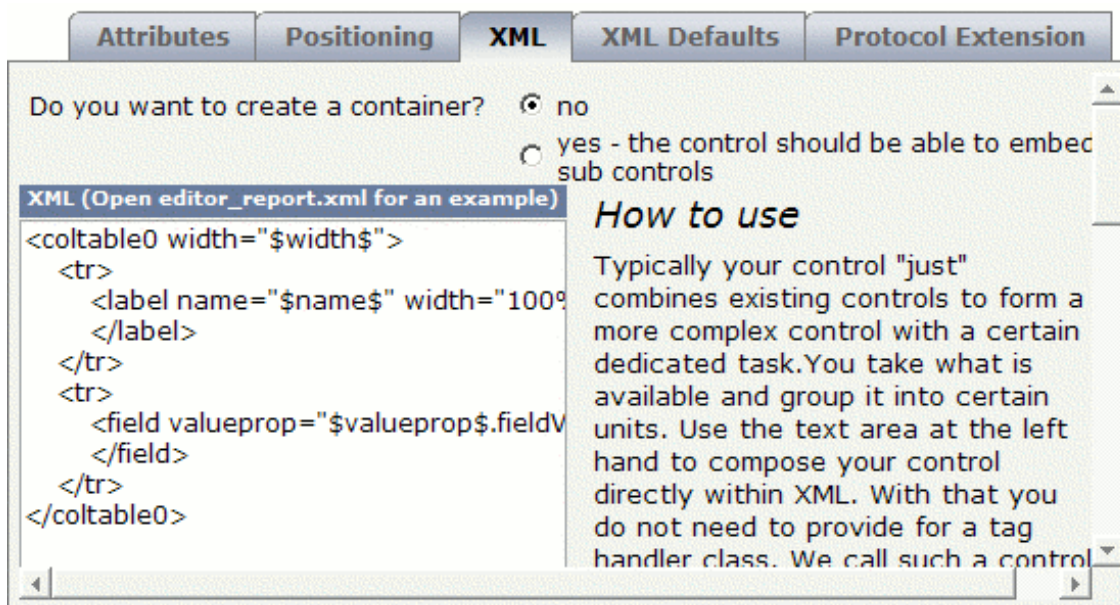 Attributes Positioning XML XML Defaults Protocol Extension
Do you want to create a container? no
yes - the control should be able to embed
sub controls
XML (Open editor_report.xml for an example)
<coltable0 width="$width$">
<tr>
<label name="$name$" width="100%
</label>
</tr>
<tr>
<field valueprop="$valueprop$.fieldV
</field>
</tr>
</coltable0>
How to use
Typically your control "just"
combines existing controls to form a
more complex control with a certain
dedicated task.You take what is
available and group it into certain
units. Use the text area at the left
hand to compose your control
directly within XML. With that you
do not need to provide for a tag
handler class. We call such a control